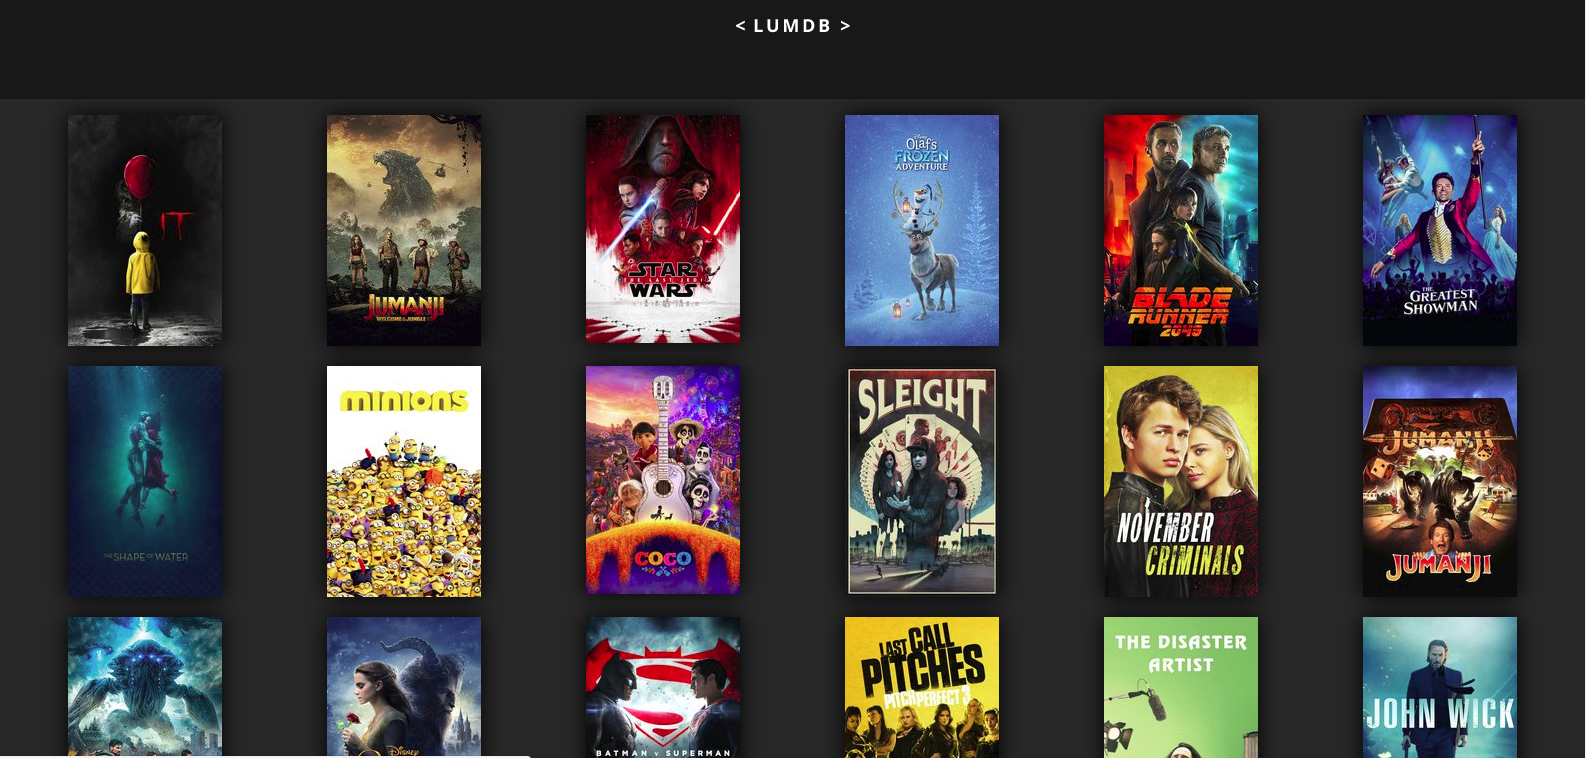 < LUMDB >
IT
JUMANJI
WELCOME TO THE JUNGLE
STAR
THE LAST JEDI
WARS
Disney
Olaf's
FROZEN
ADVENTURE
BLADE
RUNNER
2049
THE
GREATEST
SHOWMAN
THE SHAPE OF WATER
minions
COCO
SLEIGHT
NOVEMBER
CRIMINALS
JUMANJI
JUMANJI
Disney
BATMAN v SUPERMAN
LAST CALL
PITCHES
PITCH PERFECT 3
THE DISASTER
ARTIST
JOHN WICK